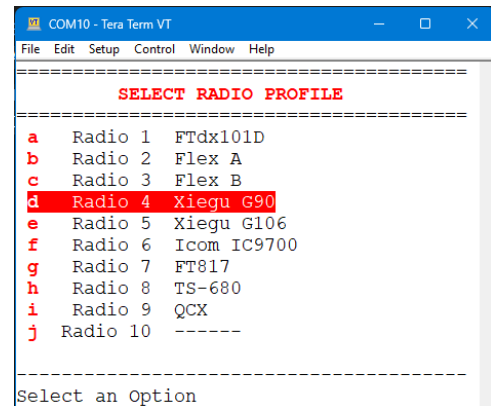 COM10 - Tera Term VT
File Edit Setup Control Window Help
========================================
SELECT RADIO PROFILE
========================================
a Radio 1 FTdx101D
b Radio 2 Flex A
c Radio 3 Flex B
d Radio 4 Xiegu G90
e Radio 5 Xiegu G106
f Radio 6 Icom IC9700
g Radio 7 FT817
h Radio 8 TS-680
i Radio 9 QCX
j Radio 10 ------
----------------------------------------
Select an Option